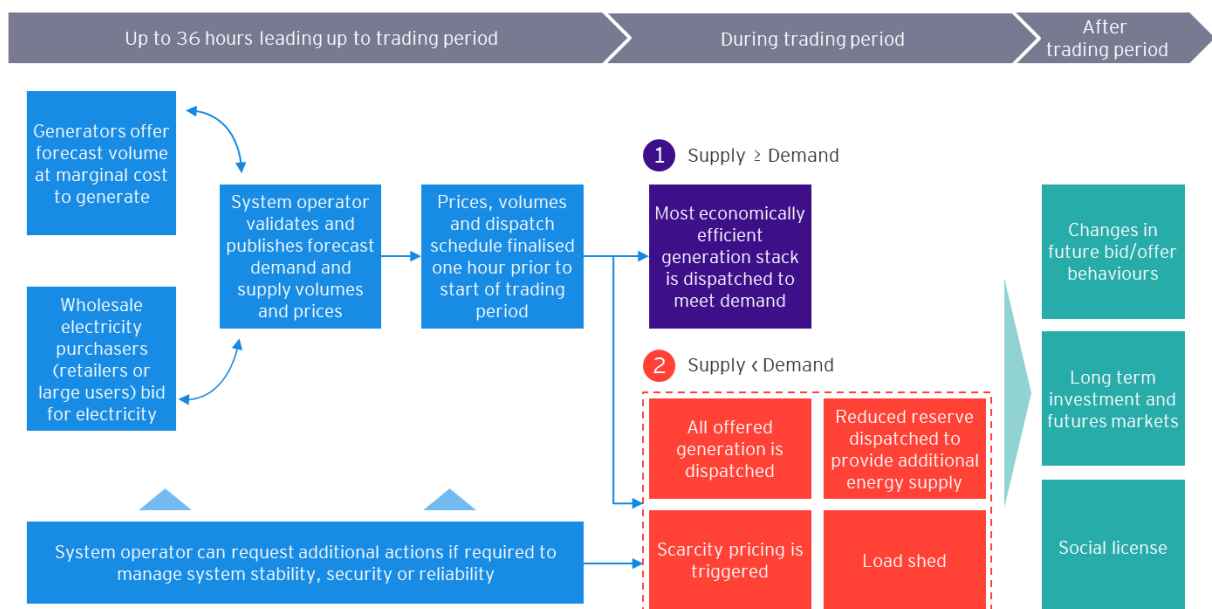 Up to 36 hours leading up to trading period
During trading period
After
trading period
Generators offer
forecast volume
at marginal cost
to generate
Wholesale
electricity
purchasers
(retailers or
large users) bid
for electricity
System operator
validates and
publishes forecast
demand and
supply volumes
and prices
Prices, volumes
and dispatch
schedule finalised
one hour prior to
start of trading
period
System operator can request additional actions if required to
manage system stability, security or reliability
1 Supply ≥ Demand
Most economically
efficient
generation stack
is dispatched to
meet demand
2 Supply < Demand
All offered
generation is
dispatched
Reduced reserve
dispatched to
provide additional
energy supply
Scarcity pricing is
triggered
Load shed
Changes in
future bid/offer
behaviours
Long term
investment and
futures markets
Social license